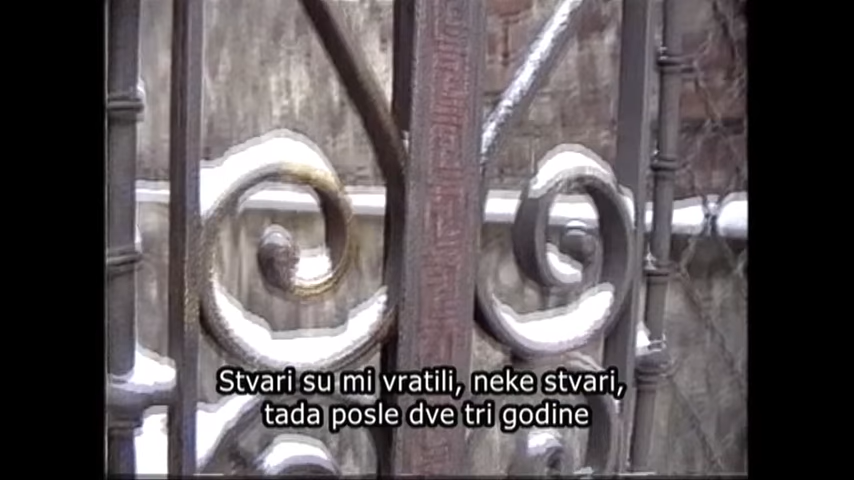 Stvari su mi vratili, neke stvari,
tada posle dve tri godine